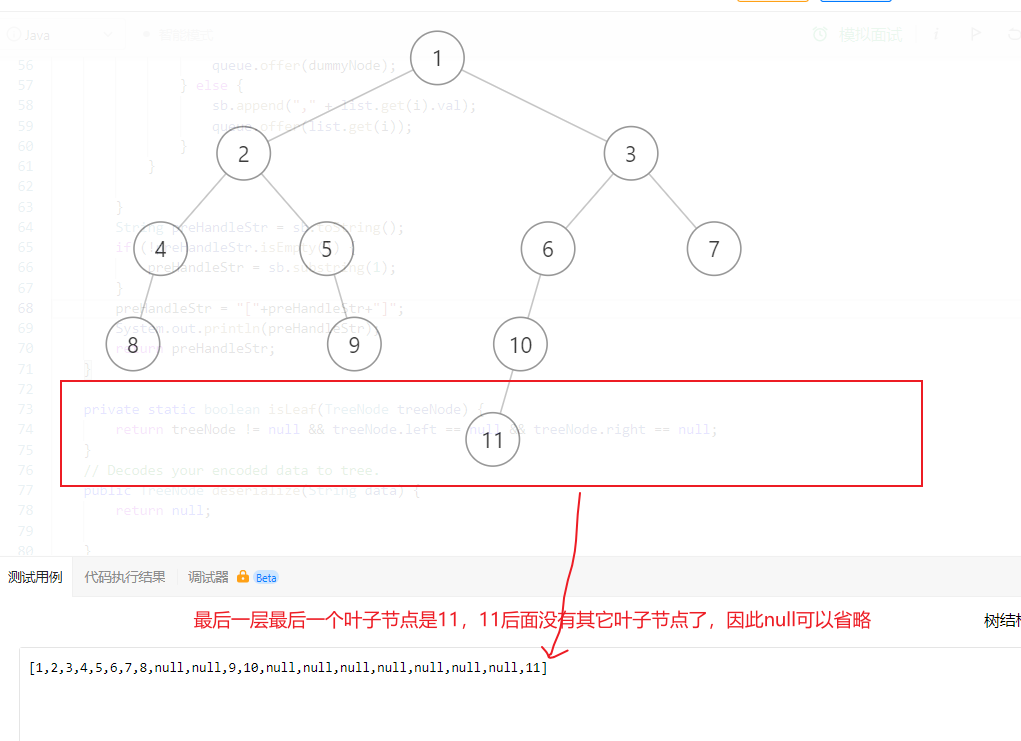 Java
智能模式
模拟面试
56 queue.offer(dummyNode);
57 } else {
58 sb.append("," + list.get(i).val);
59 queue.offer(list.get(i));
60 }
61 }
62
63 }
64 String preHandleStr = sb.toString();
65 if (!preHandleStr.isEmpty()) {
66 preHandleStr = sb.substring(1);
67 }
68 preHandleStr = "["+preHandleStr+"]";
69 System.out.println(preHandleStr);
70 return preHandleStr;
71 }
72
73 private static boolean isLeaf(TreeNode treeNode) {
74 return treeNode != null && treeNode.left == null && treeNode.right == null;
75 }
76 // Decodes your encoded data to tree.
77 public TreeNode deserialize(String data) {
78 return null;
79
80 }
1
2 3
4 5 6 7
8 9 10
11
测试用例 代码执行结果 调试器 Beta
最后一层最后一个叶子节点是11，11后面没有其它叶子节点了，因此null可以省略
树结构
[1,2,3,4,5,6,7,8,null,null,9,10,null,null,null,null,null,null,null,11]